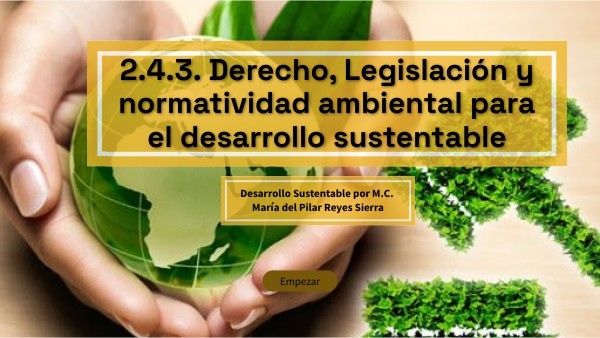 2.4.3. Derecho, Legislación y
normatividad ambiental para
el desarrollo sustentable
Desarrollo Sustentable por M.C.
María del Pilar Reyes Sierra
Empezar